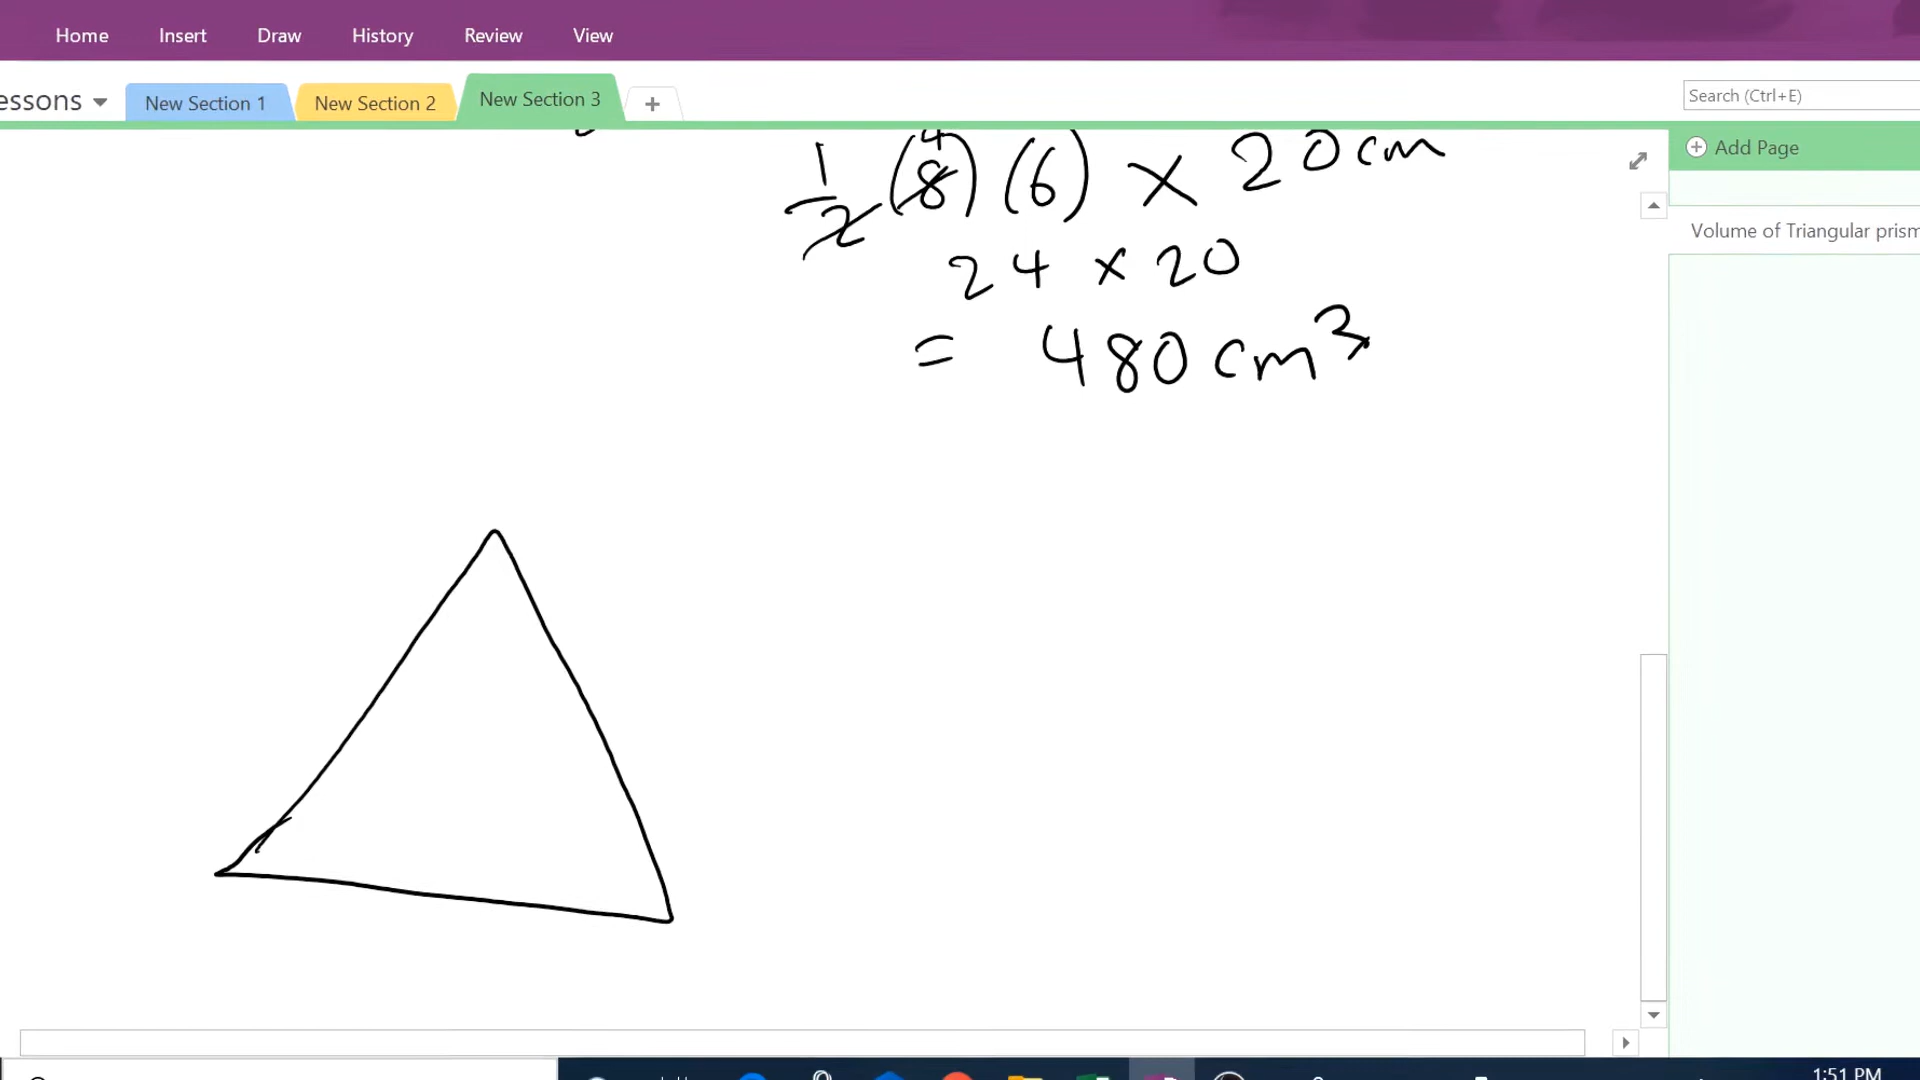 Home Insert Draw History Review View
essons New Section 1 New Section 2 New Section 3 + Search (Ctrl+E)
Add Page
Volume of Triangular prism
1/2 (8) (6) × 20 cm
4
24 × 20
= 480 cm³
1:51 PM